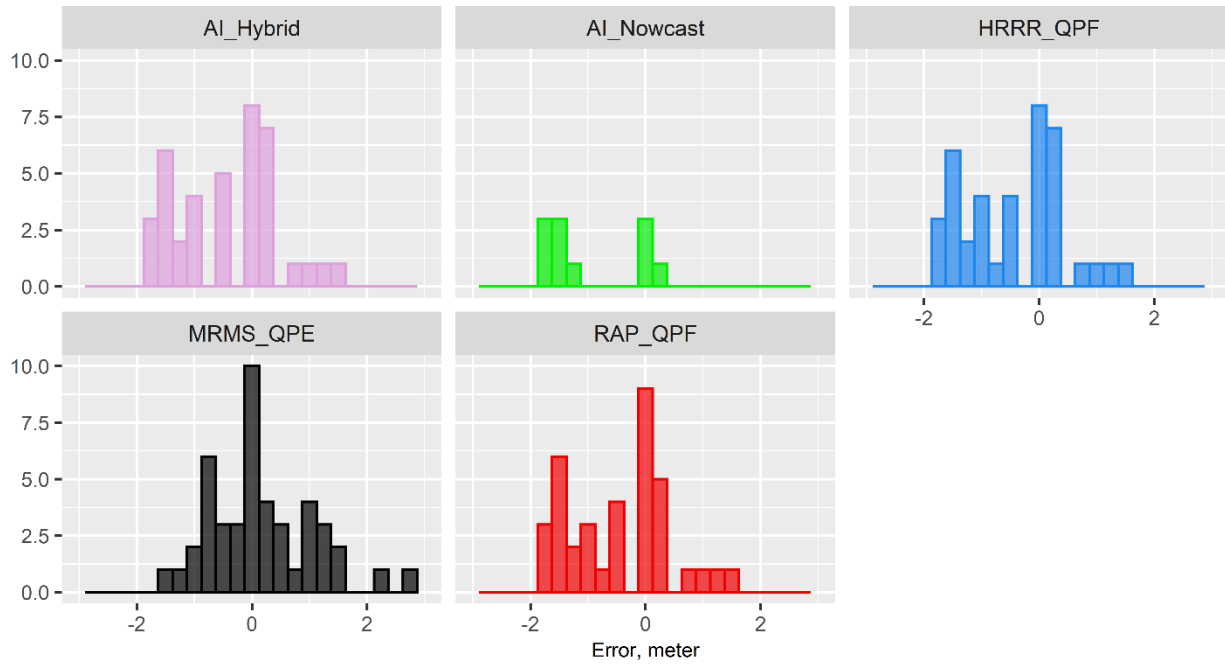 AI_Hybrid AI_Nowcast HRRR_QPF
10.0
7.5
5.0
2.5
0.0
-2 0 2
MRMS_QPE RAP_QPF
10.0
7.5
5.0
2.5
0.0
-2 0 2 -2 0 2
Error, meter